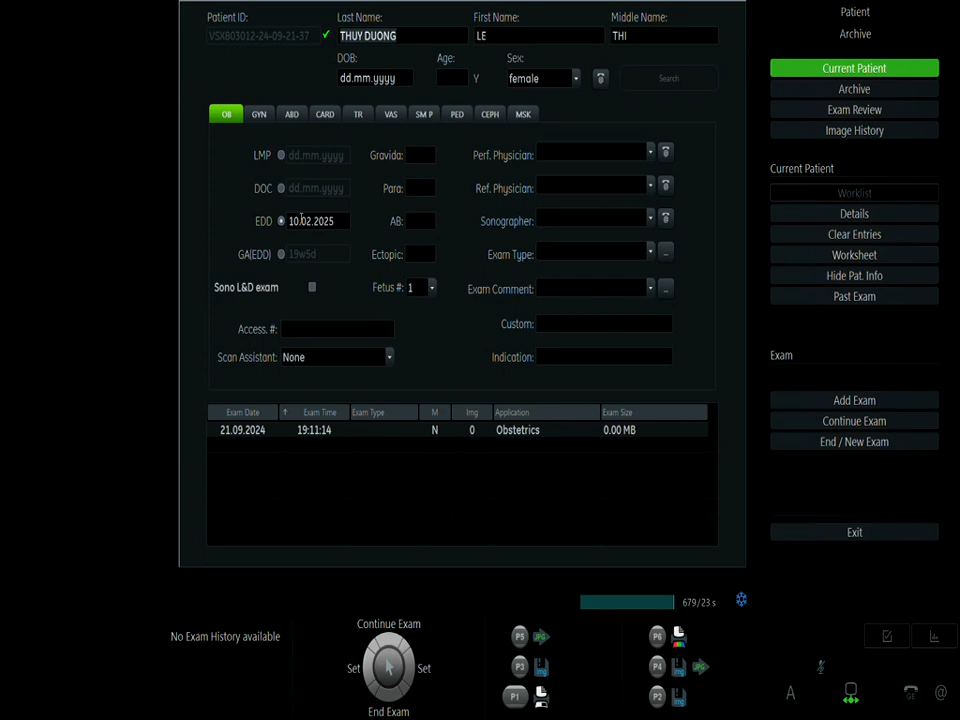 Patient ID: Last Name: First Name: Middle Name:
VSX803012-24-09-21-37 THUY DUONG LE THI
DOB: Age: Sex:
dd.mm.yyyy Y female Search
OB GYN ABD CARD TR VAS SM P PED CEPH MSK
LMP dd.mm.yyyy Gravida: Perf. Physician:
DOC dd.mm.yyyy Para: Ref. Physician:
EDD 10.02.2025 AB: Sonographer:
GA(EDD) 19w5d Ectopic: Exam Type: ...
Sono L&D exam Fetus #: 1 Exam Comment: ...
Access. #: Custom:
Scan Assistant: None Indication:
Exam Date Exam Time Exam Type M Img Application Exam Size
21.09.2024 19:11:14 N 0 Obstetrics 0.00 MB
Patient
Archive
Current Patient
Archive
Exam Review
Image History
Current Patient
Worklist
Details
Clear Entries
Worksheet
Hide Pat. Info
Past Exam
Exam
Add Exam
Continue Exam
End / New Exam
Exit
679/23 s
No Exam History available
Continue Exam
Set Set
End Exam
P5 JPG P6
P3 img P4 img JPG
P1 P2 img
A GE @